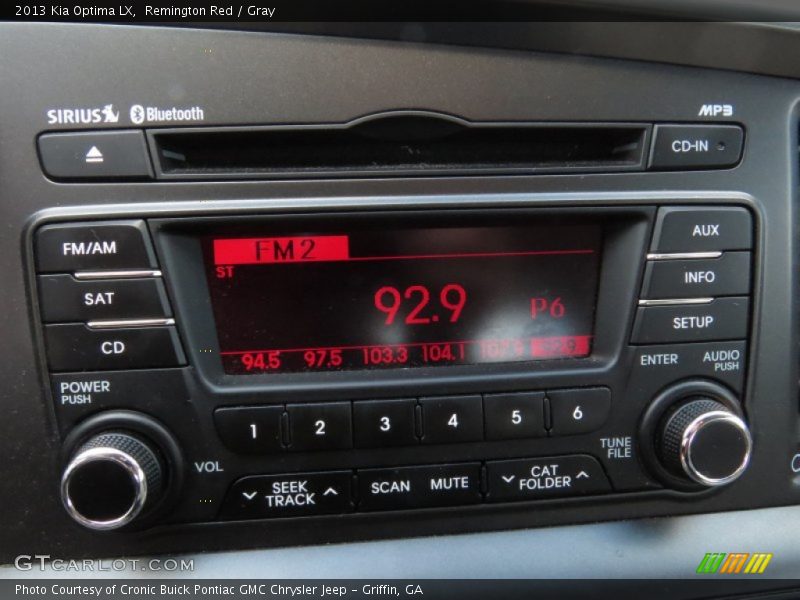 2013 Kia Optima LX, Remington Red / Gray
SIRIUS Bluetooth MP3
CD-IN
FM/AM FM2 AUX
ST
SAT 92.9 P6 INFO
CD SETUP
94.5 97.5 103.3 104.1 92.9
POWER PUSH ENTER AUDIO PUSH
1 2 3 4 5 6
VOL TUNE FILE
SEEK TRACK SCAN MUTE CAT FOLDER
GTCARLOT.COM
Photo Courtesy of Cronic Buick Pontiac GMC Chrysler Jeep - Griffin, GA